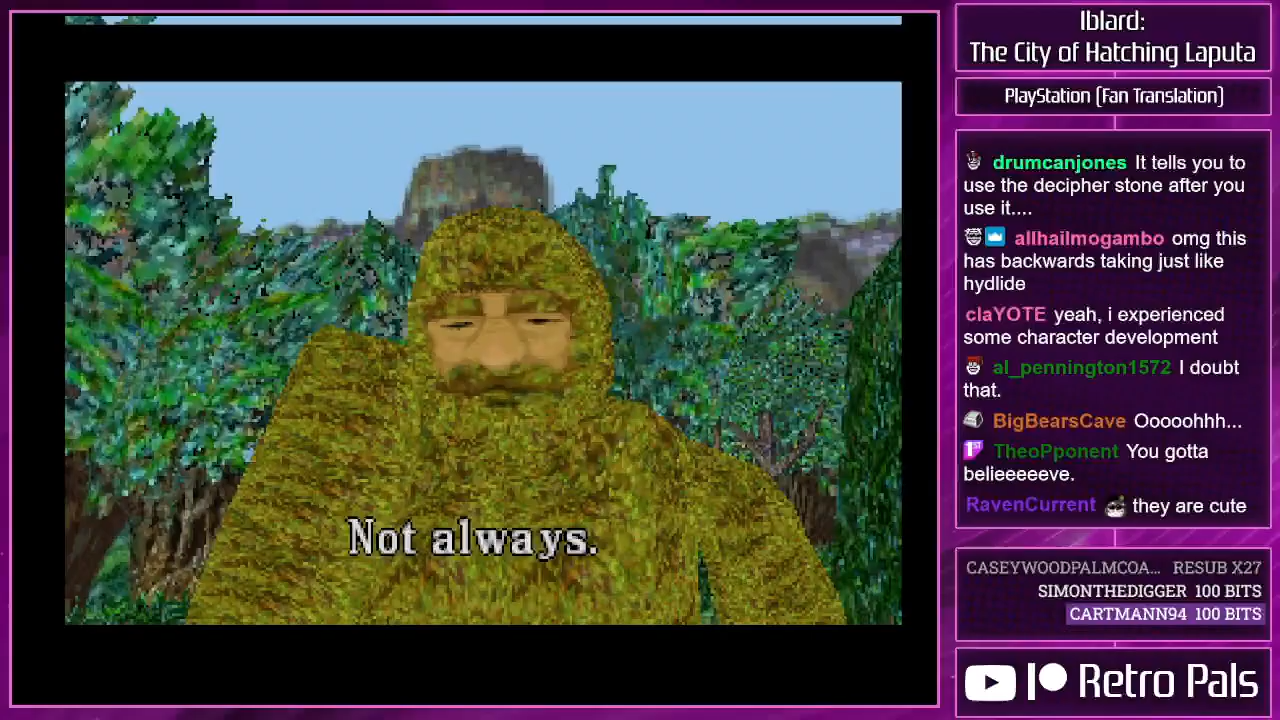 Not always.
Iblard:
The City of Hatching Laputa
PlayStation (Fan Translation)
drumcanjones It tells you to
use the decipher stone after you
use it....
allhailmogambo omg this
has backwards taking just like
hydlide
claYOTE yeah, i experienced
some character development
al_pennington1572 I doubt
that.
BigBearsCave Ooooohhh...
1ST TheoPponent You gotta
belieeeeeve.
RavenCurrent they are cute
CASEYWOODPALMCOA... RESUB X27
SIMONTHEDIGGER 100 BITS
CARTMANN94 100 BITS
Retro Pals